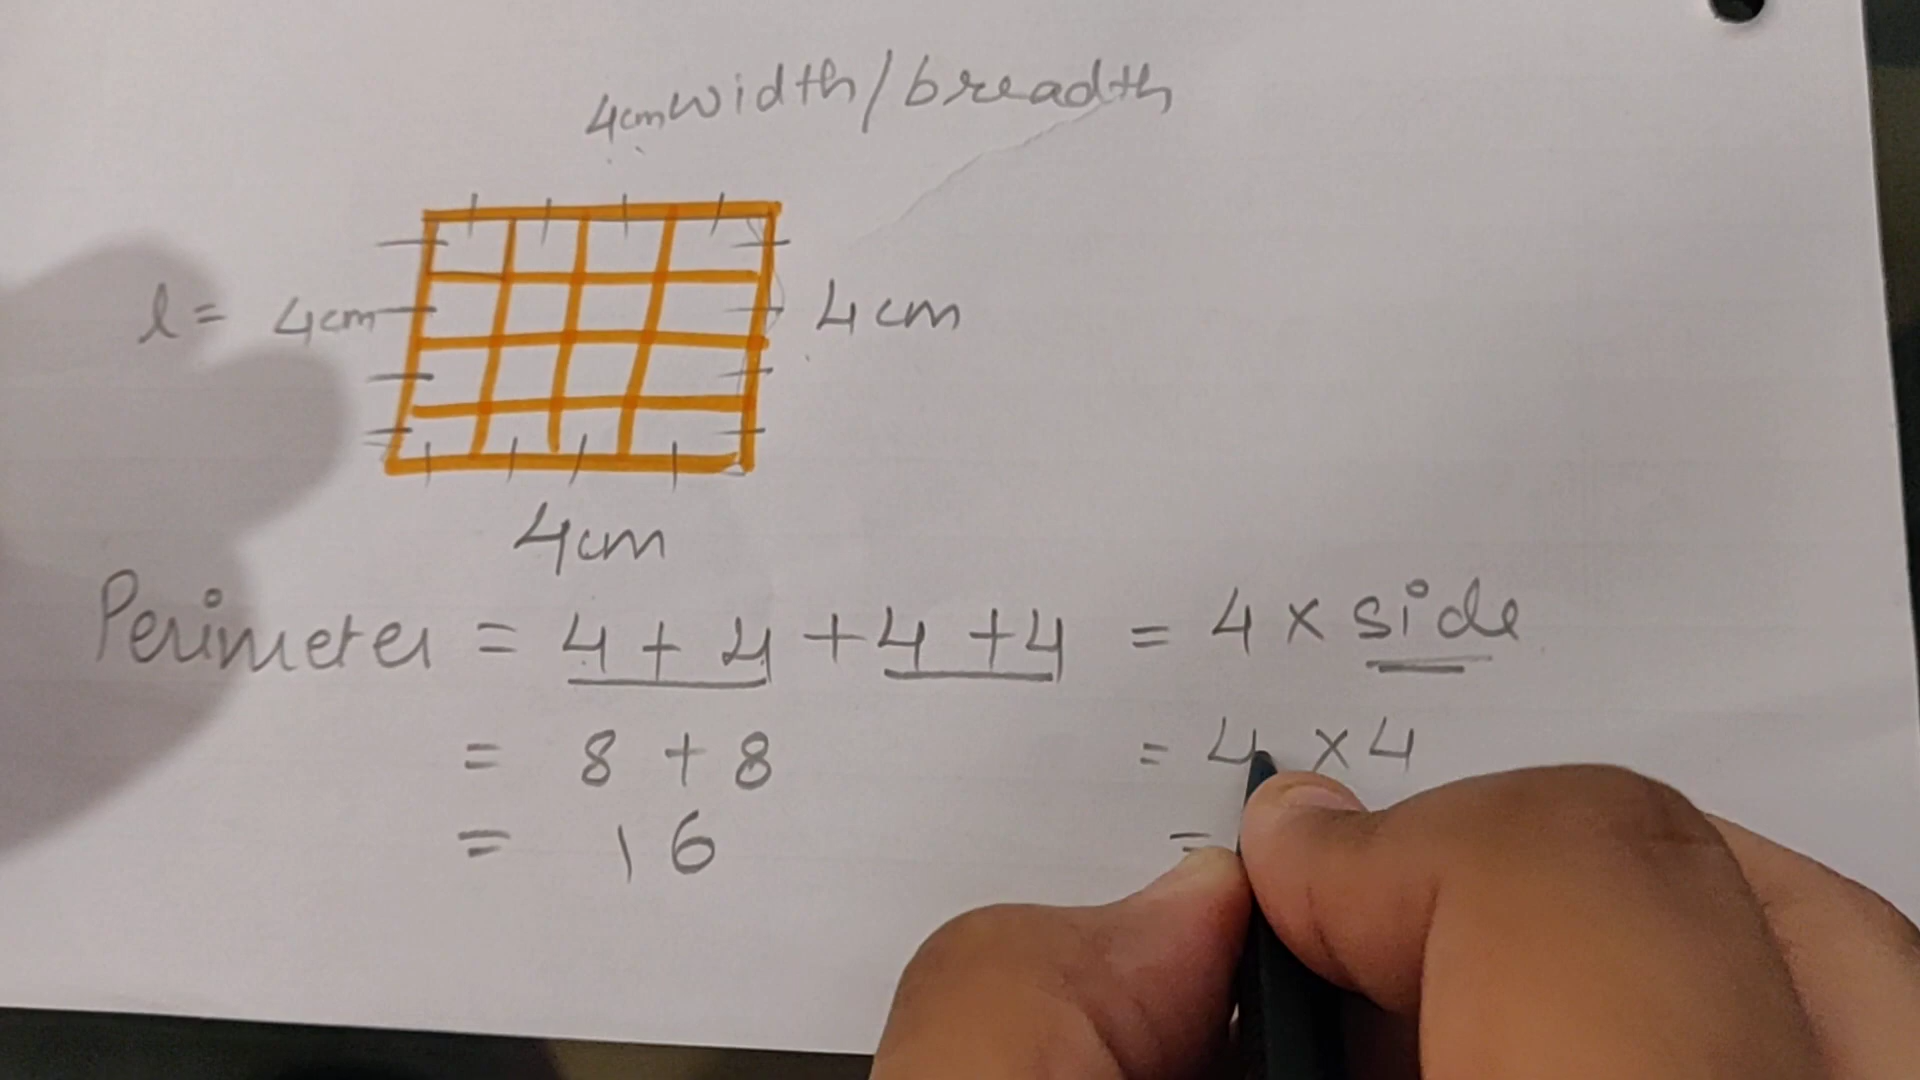 4cm width/breadth
l = 4cm 4cm
4cm
Perimeter = 4 + 4 + 4 + 4 = 4 x side
= 8 + 8 = 4 x 4
= 16 =